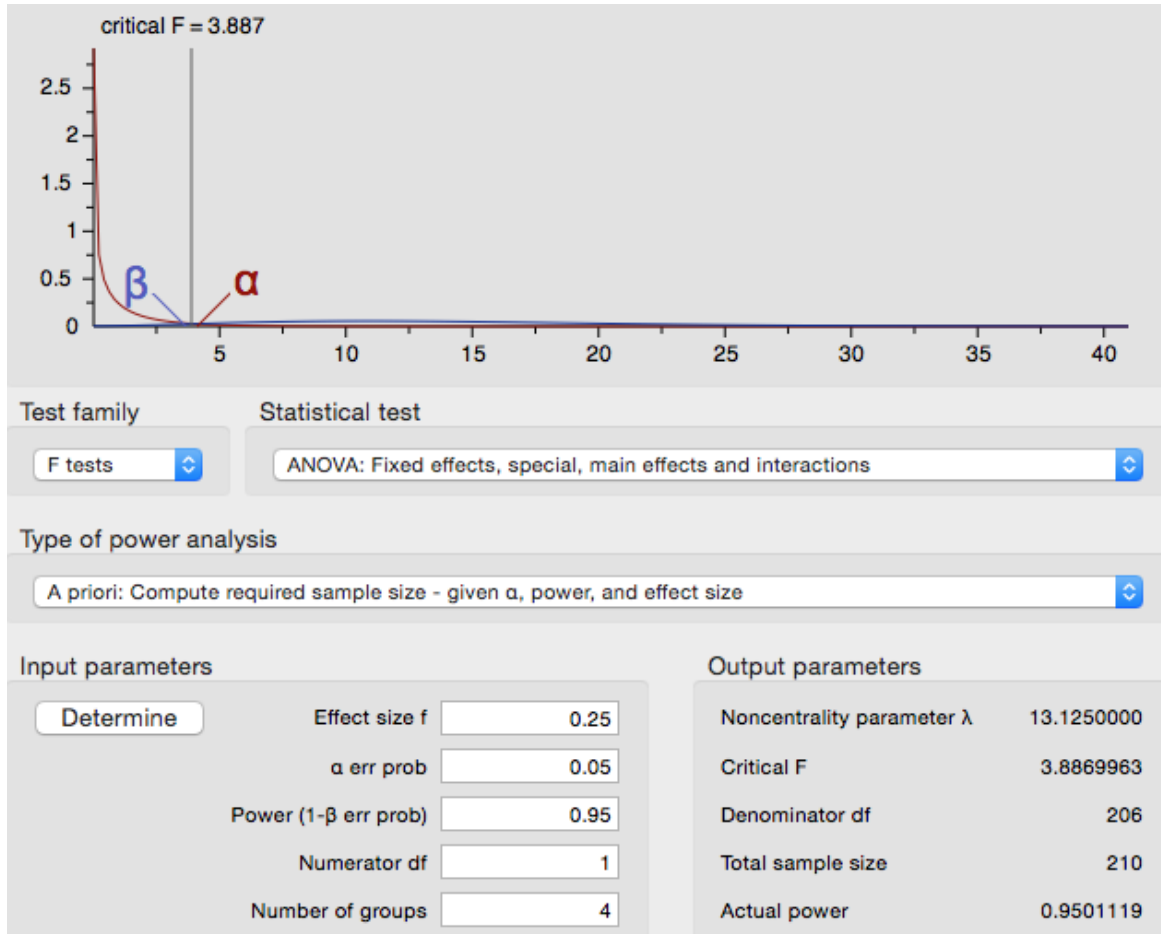 critical F = 3.887
2.5
2
1.5
1
0.5
0
β
α
5 10 15 20 25 30 35 40
Test family Statistical test
F tests ANOVA: Fixed effects, special, main effects and interactions
Type of power analysis
A priori: Compute required sample size - given α, power, and effect size
Input parameters Output parameters
Determine Effect size f 0.25 Noncentrality parameter λ 13.1250000
α err prob 0.05 Critical F 3.8869963
Power (1-β err prob) 0.95 Denominator df 206
Numerator df 1 Total sample size 210
Number of groups 4 Actual power 0.9501119